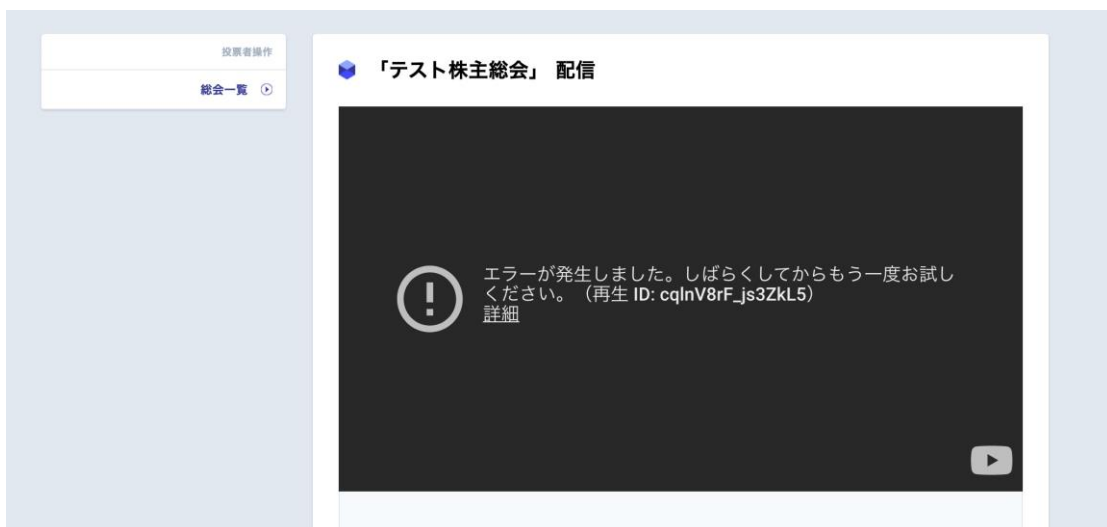 投票者操作
総会一覧
「テスト株主総会」 配信
エラーが発生しました。しばらくしてからもう一度お試し
ください。（再生 ID: cqlnV8rF_js3ZkL5）
詳細